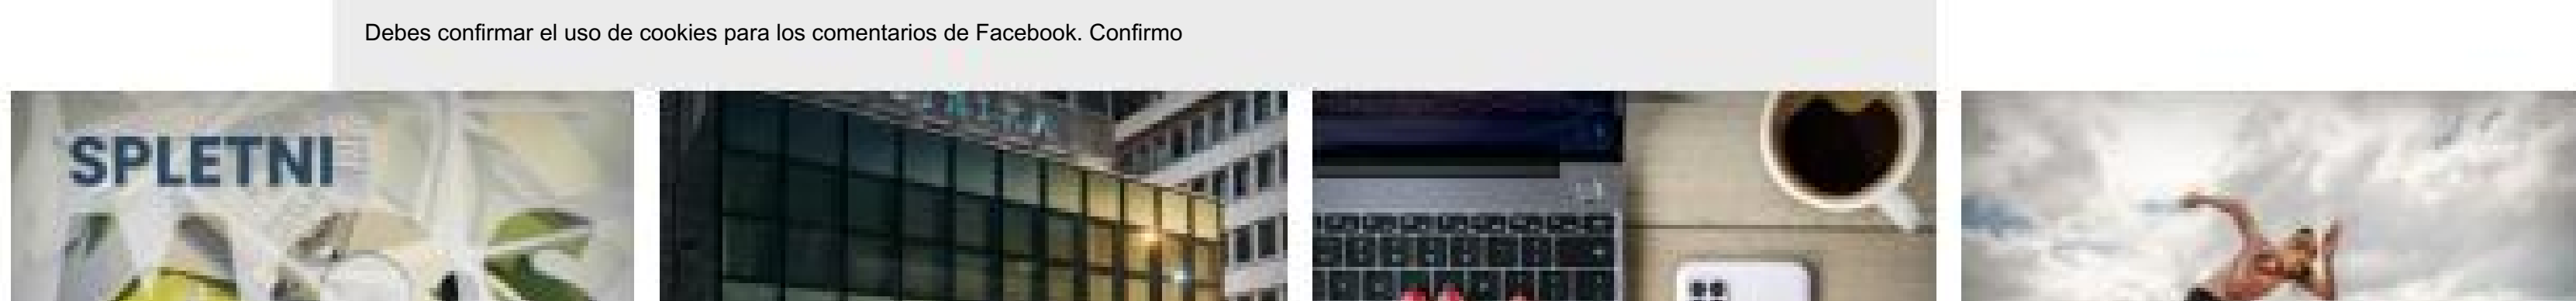 Debes confirmar el uso de cookies para los comentarios de Facebook. Confirmo
SPLETNI